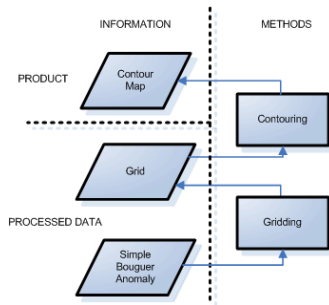 INFORMATION
METHODS
PRODUCT
Contour
Map
Contouring
Grid
Gridding
PROCESSED DATA
Simple
Bouguer
Anomaly